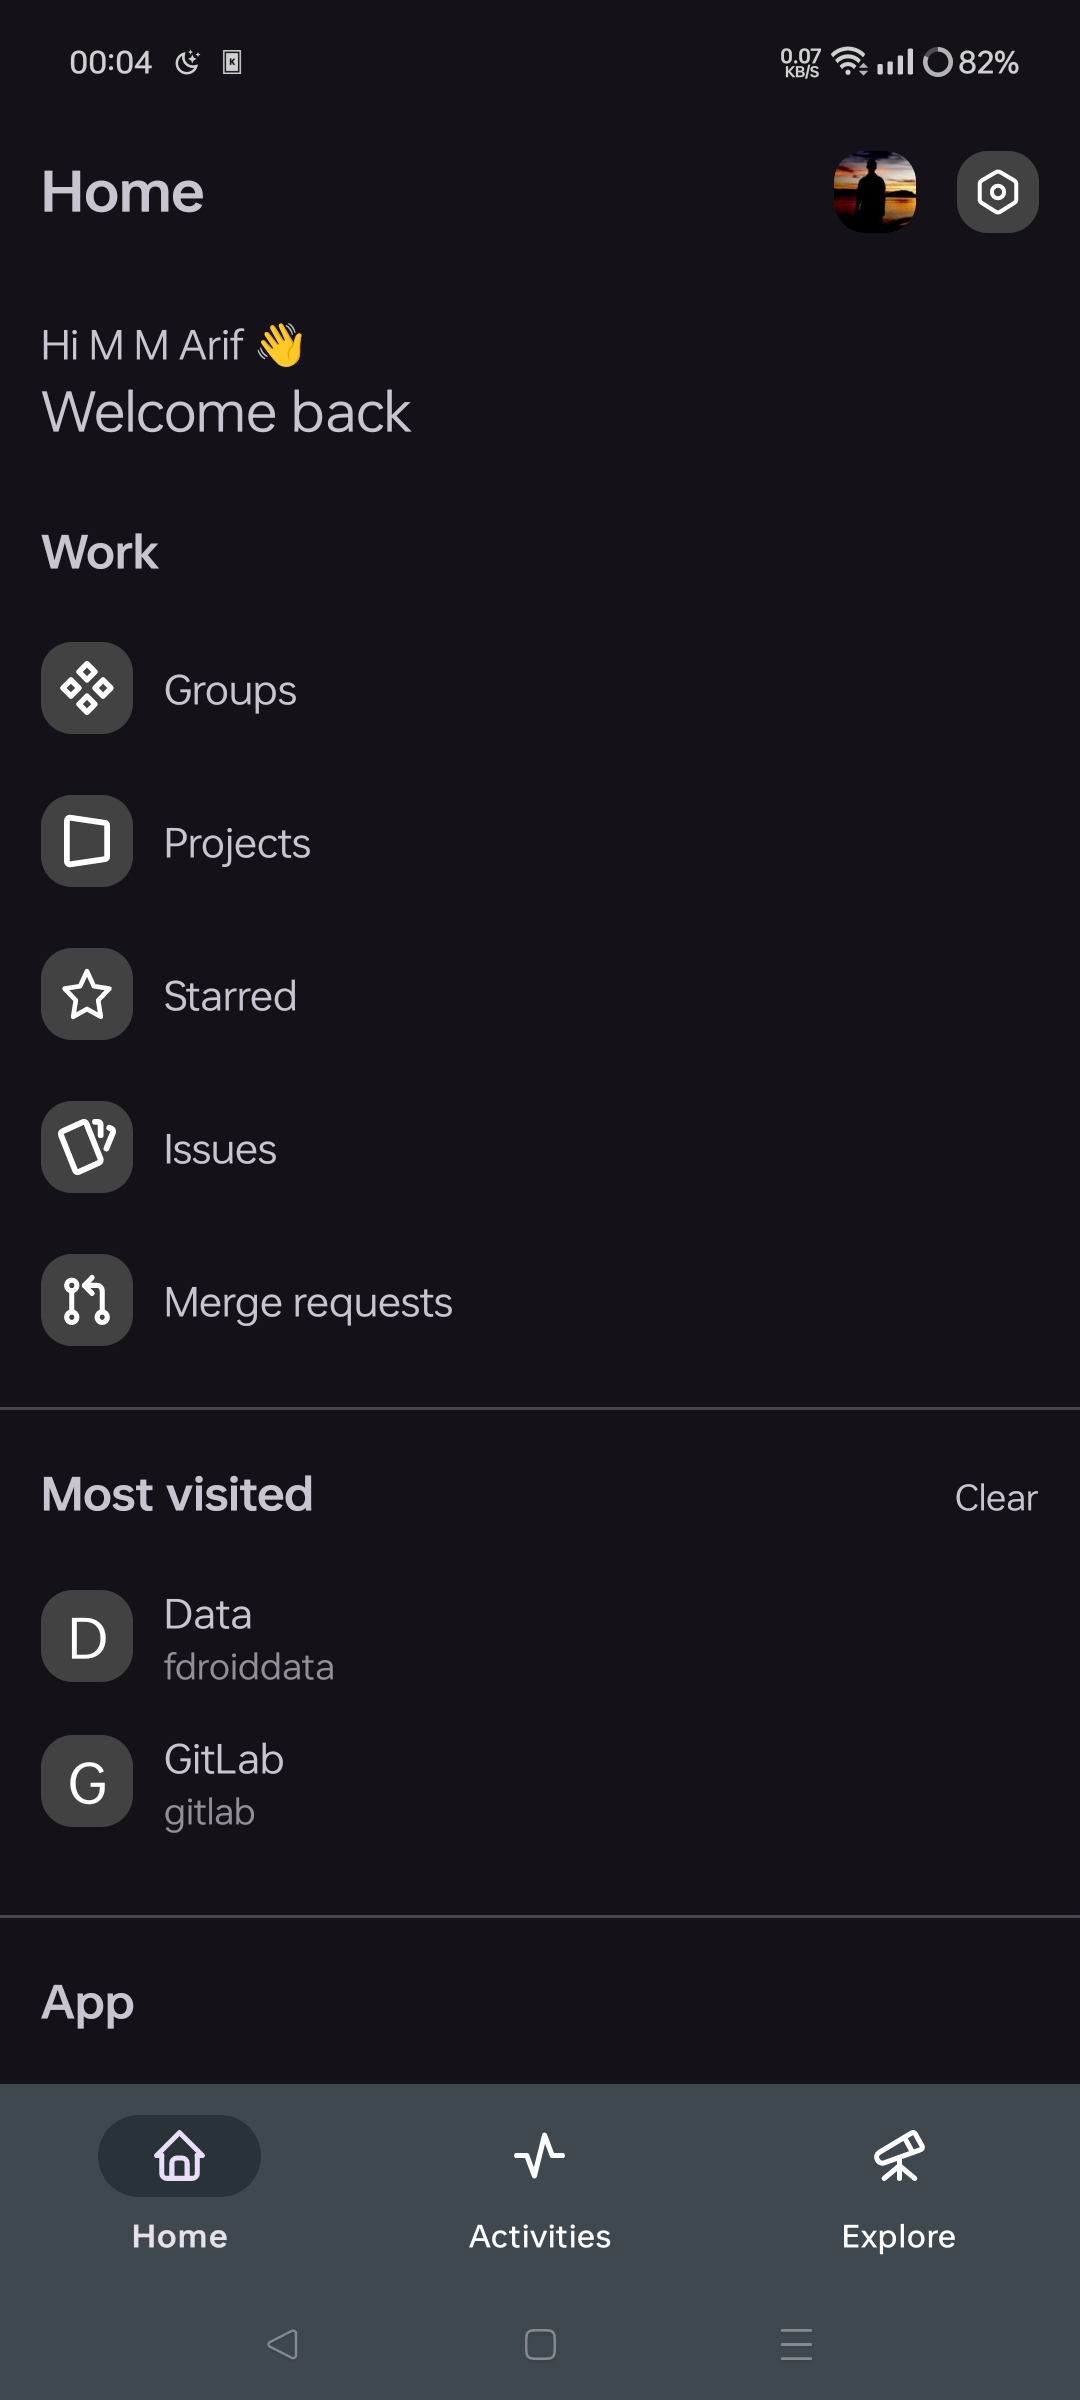 00:04
0.07
KB/S
82%
Home
Hi M M Arif 👋
Welcome back
Work
Groups
Projects
Starred
Issues
Merge requests
Most visited
Clear
D
Data
fdroiddata
G
GitLab
gitlab
App
Home
Activities
Explore